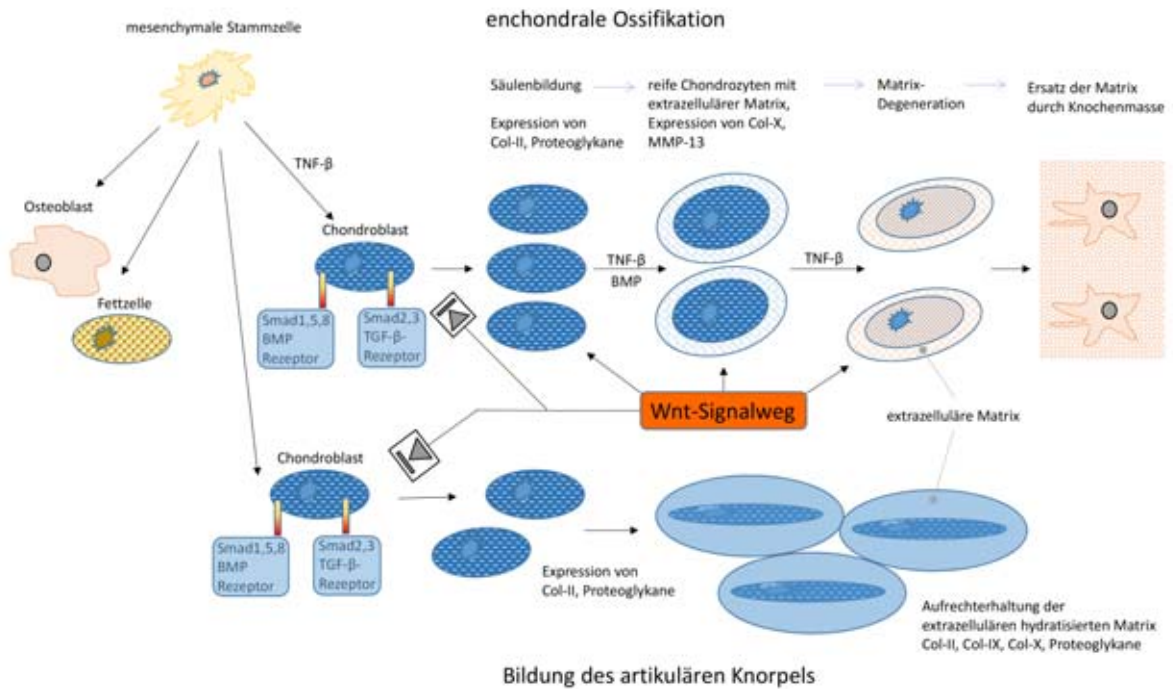 enchondrale Ossifikation
mesenchymale Stammzelle
Säulenbildung
Expression von
Col-II, Proteoglykane
reife Chondrozyten mit
extrazellulärer Matrix,
Expression von Col-X,
MMP-13
Matrix-
Degeneration
Ersatz der Matrix
durch Knochenmasse
TNF-β
Osteoblast
Fettzelle
Chondroblast
Smad1,5,8
BMP
Rezeptor
Smad2,3
TGF-β-
Rezeptor
TNF-β
BMP
TNF-β
Wnt-Signalweg
extrazelluläre Matrix
Chondroblast
Smad1,5,8
BMP
Rezeptor
Smad2,3
TGF-β-
Rezeptor
Expression von
Col-II, Proteoglykane
Aufrechterhaltung der
extrazellulären hydratisierten Matrix
Col-II, Col-IX, Col-X, Proteoglykane
Bildung des artikulären Knorpels